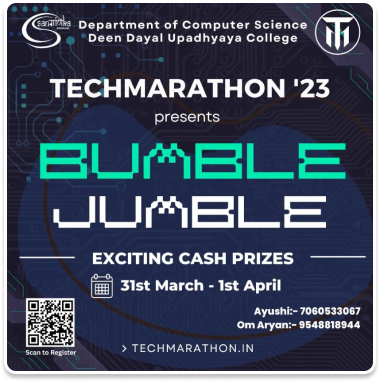 Department of Computer Science
Deen Dayal Upadhyaya College
TECHMARATHON '23
presents
BUMBLE
JUMBLE
EXCITING CASH PRIZES
31st March - 1st April
Ayushi:- 7060533067
Om Aryan:- 9548818944
Scan to Register
> TECHMARATHON.IN